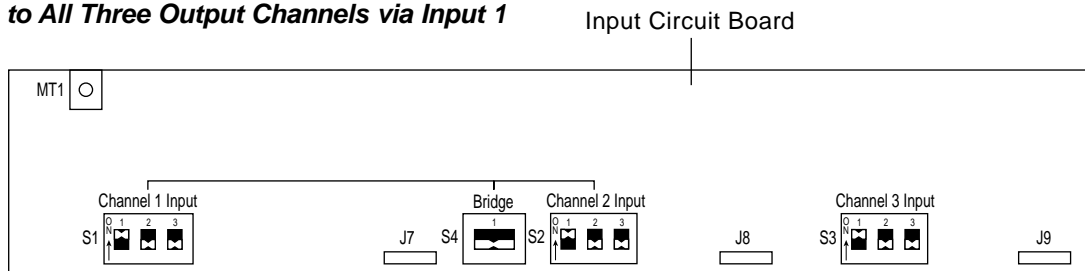 to All Three Output Channels via Input 1
Input Circuit Board
MT1
Channel 1 Input
Bridge
Channel 2 Input
Channel 3 Input
S1
ON
1 2 3
J7
S4
1
S2
ON
1 2 3
J8
S3
ON
1 2 3
J9